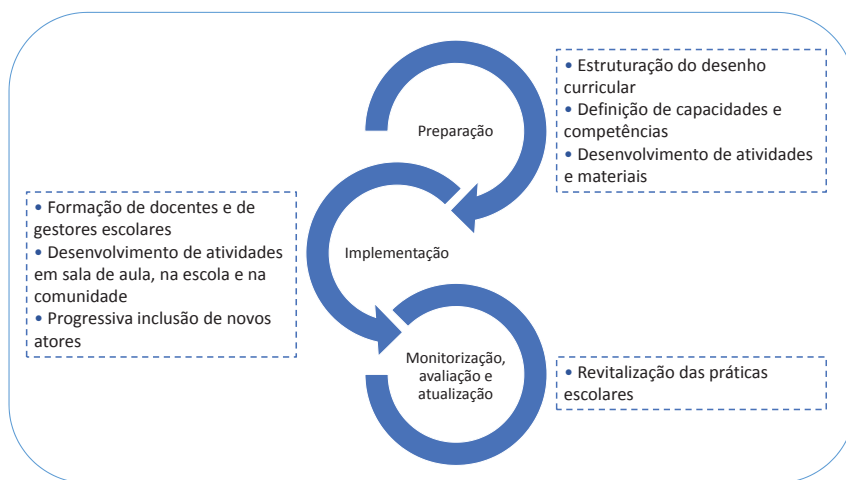 Preparação
• Estruturação do desenho
curricular
• Definição de capacidades e
competências
• Desenvolvimento de atividades
e materiais
Implementação
• Formação de docentes e de
gestores escolares
• Desenvolvimento de atividades
em sala de aula, na escola e na
comunidade
• Progressiva inclusão de novos
atores
Monitorização,
avaliação e
atualização
• Revitalização das práticas
escolares